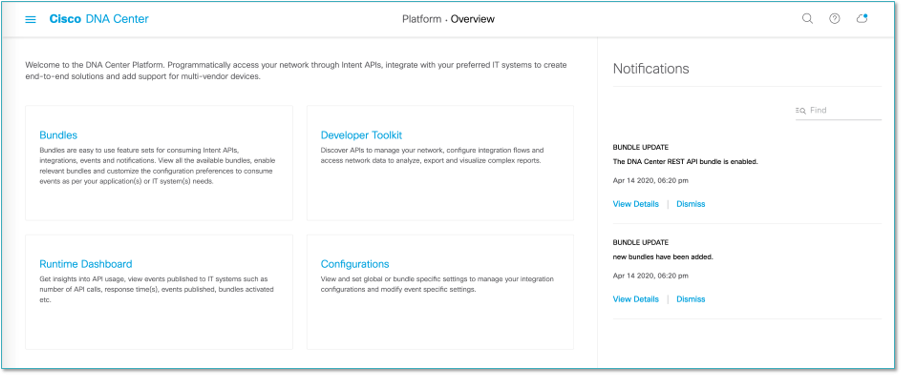 Cisco DNA Center
Platform · Overview
Welcome to the DNA Center Platform. Programmatically access your network through Intent APIs, integrate with your preferred IT systems to create
end-to-end solutions and add support for multi-vendor devices.
Bundles
Bundles are easy to use feature sets for consuming Intent APIs,
integrations, events and notifications. View all the available bundles, enable
relevant bundles and customize the configuration preferences to consume
events as per your application(s) or IT system(s) needs.
Developer Toolkit
Discover APIs to manage your network, configure integration flows and
access network data to analyze, export and visualize complex reports.
Runtime Dashboard
Get insights into API usage, view events published to IT systems such as
number of API calls, response time(s), events published, bundles activated
etc.
Configurations
View and set global or bundle specific settings to manage your integration
configurations and modify event specific settings.
Notifications
Find
BUNDLE UPDATE
The DNA Center REST API bundle is enabled.
Apr 14 2020, 06:20 pm
View Details | Dismiss
BUNDLE UPDATE
new bundles have been added.
Apr 14 2020, 06:20 pm
View Details | Dismiss